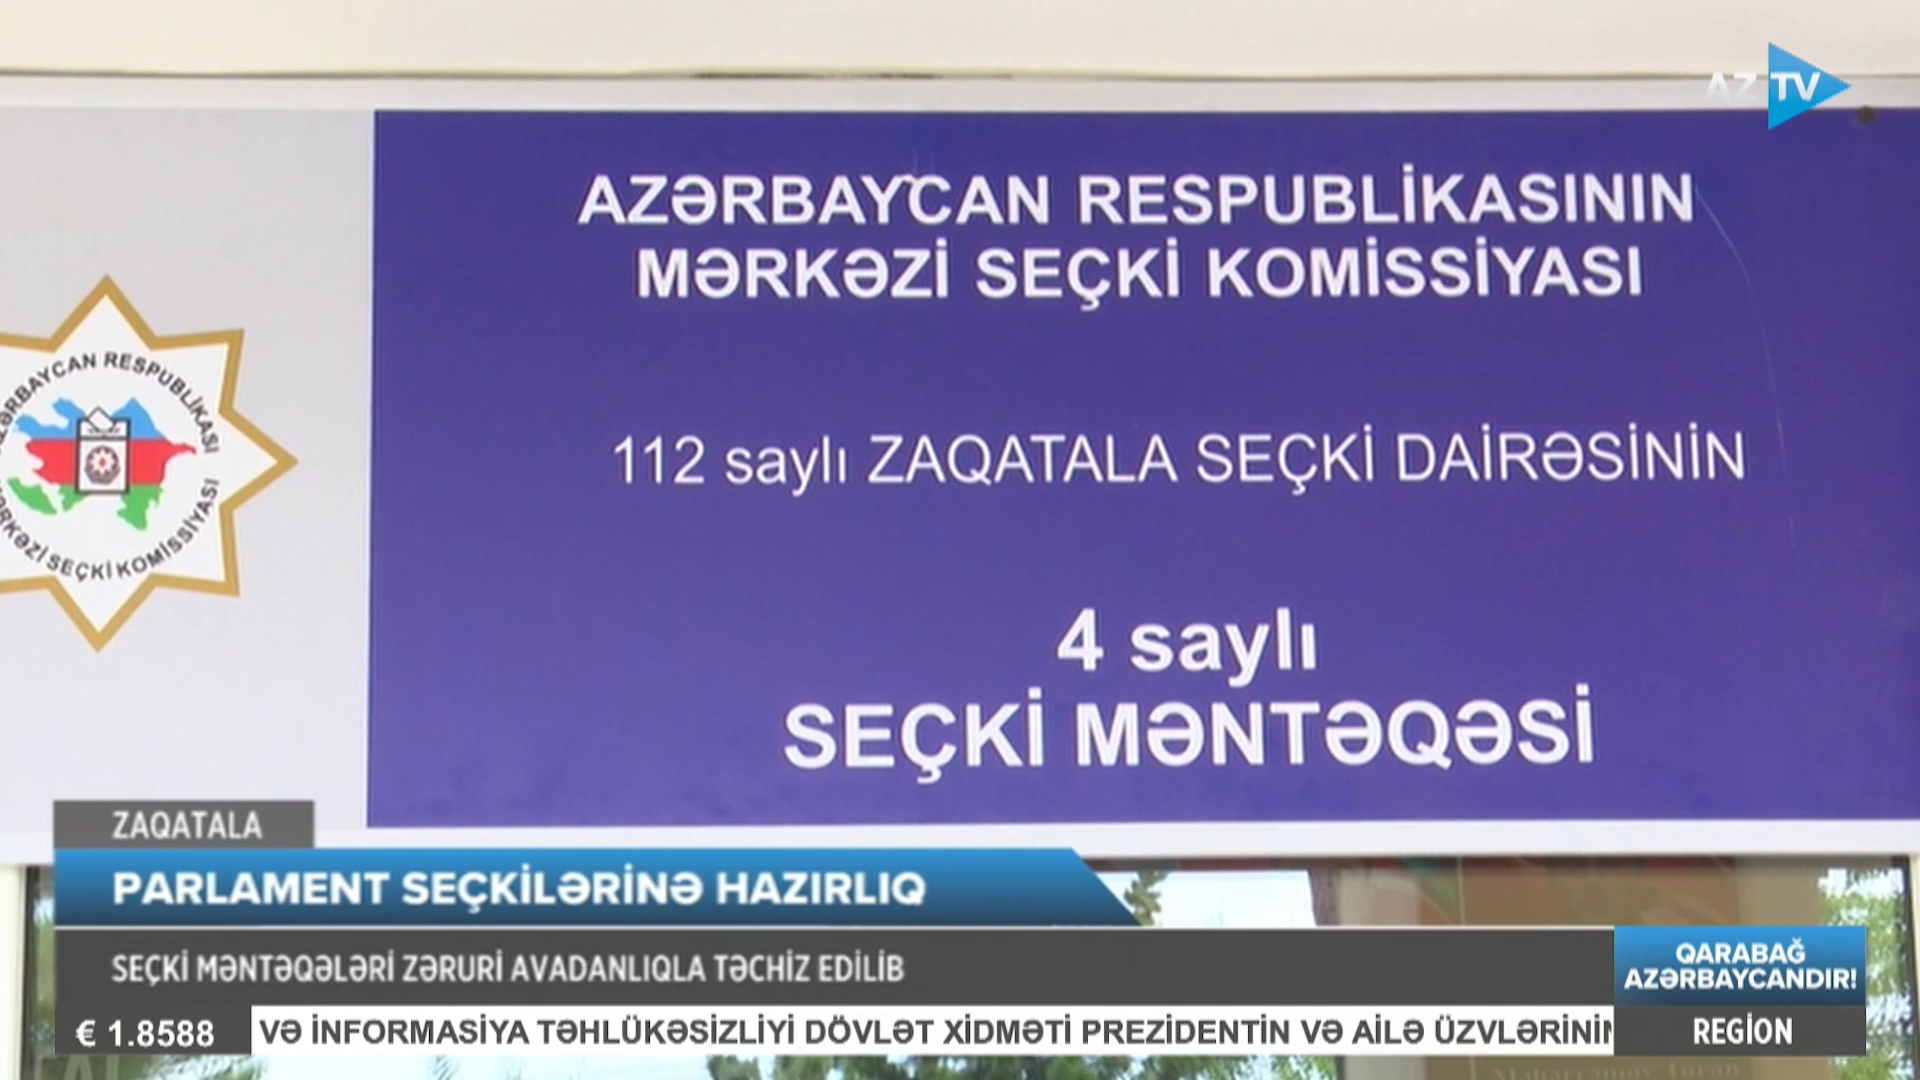 AZ TV
AZƏRBAYCAN RESPUBLİKASININ
MƏRKƏZİ SEÇKİ KOMİSSİYASI
AZƏRBAYCAN RESPUBLİKASI
MƏRKƏZİ SEÇKİ KOMİSSİYASI
112 saylı ZAQATALA SEÇKİ DAİRƏSİNİN
4 saylı
SEÇKİ MƏNTƏQƏSİ
ZAQATALA
PARLAMENT SEÇKİLƏRİNƏ HAZIRLIQ
SEÇKİ MƏNTƏQƏLƏRİ ZƏRURİ AVADANLIQLA TƏCHİZ EDİLİB
QARABAĞ
AZƏRBAYCANDIR!
€ 1.8588
VƏ İNFORMASİYA TƏHLÜKƏSİZLİYİ DÖVLƏT XİDMƏTİ PREZİDENTİN VƏ AİLƏ ÜZVLƏRİNİN
REGİON